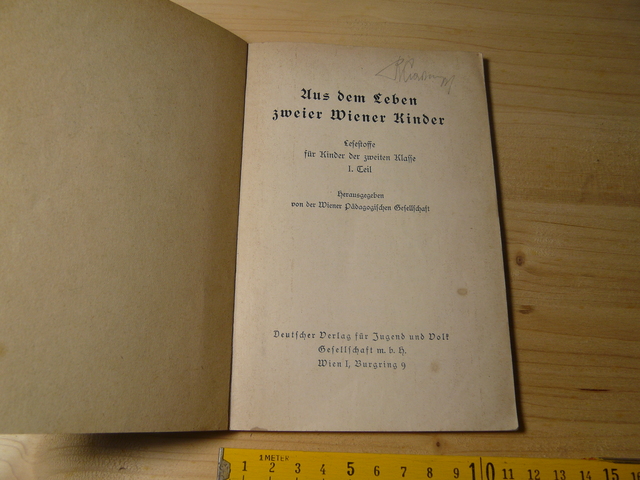 Aus dem Leben
zweier Wiener Kinder
Lesestoffe
für Kinder der zweiten Klasse
1. Teil
Herausgegeben
von der Wiener Pädagogischen Gesellschaft
Deutscher Verlag für Jugend und Volk
Gesellschaft m. b. H.
Wien I, Burgring 9
1 METER
1 2 3 4 5 6 7 8 9 10 11 12 13 14 15